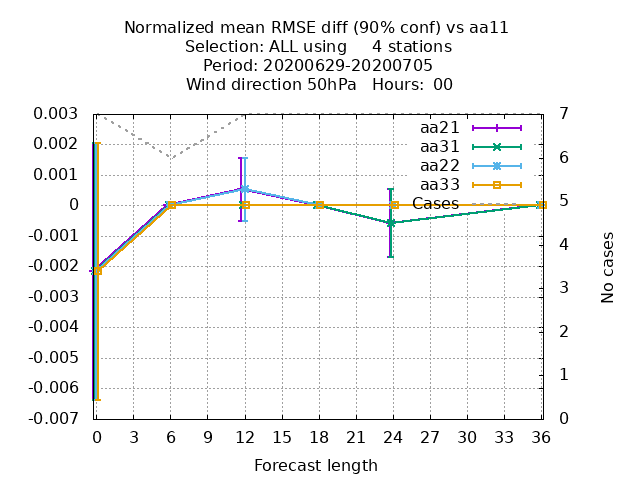 Normalized mean RMSE diff (90% conf) vs aa11
Selection: ALL using     4 stations
Period: 20200629-20200705
Wind direction 50hPa   Hours:  00
0.003
0.002
0.001
0
-0.001
-0.002
-0.003
-0.004
-0.005
-0.006
-0.007
7
6
5
4
3
2
1
0
aa21
aa31
aa22
aa33
Cases
No cases
0 3 6 9 12 15 18 21 24 27 30 33 36
Forecast length